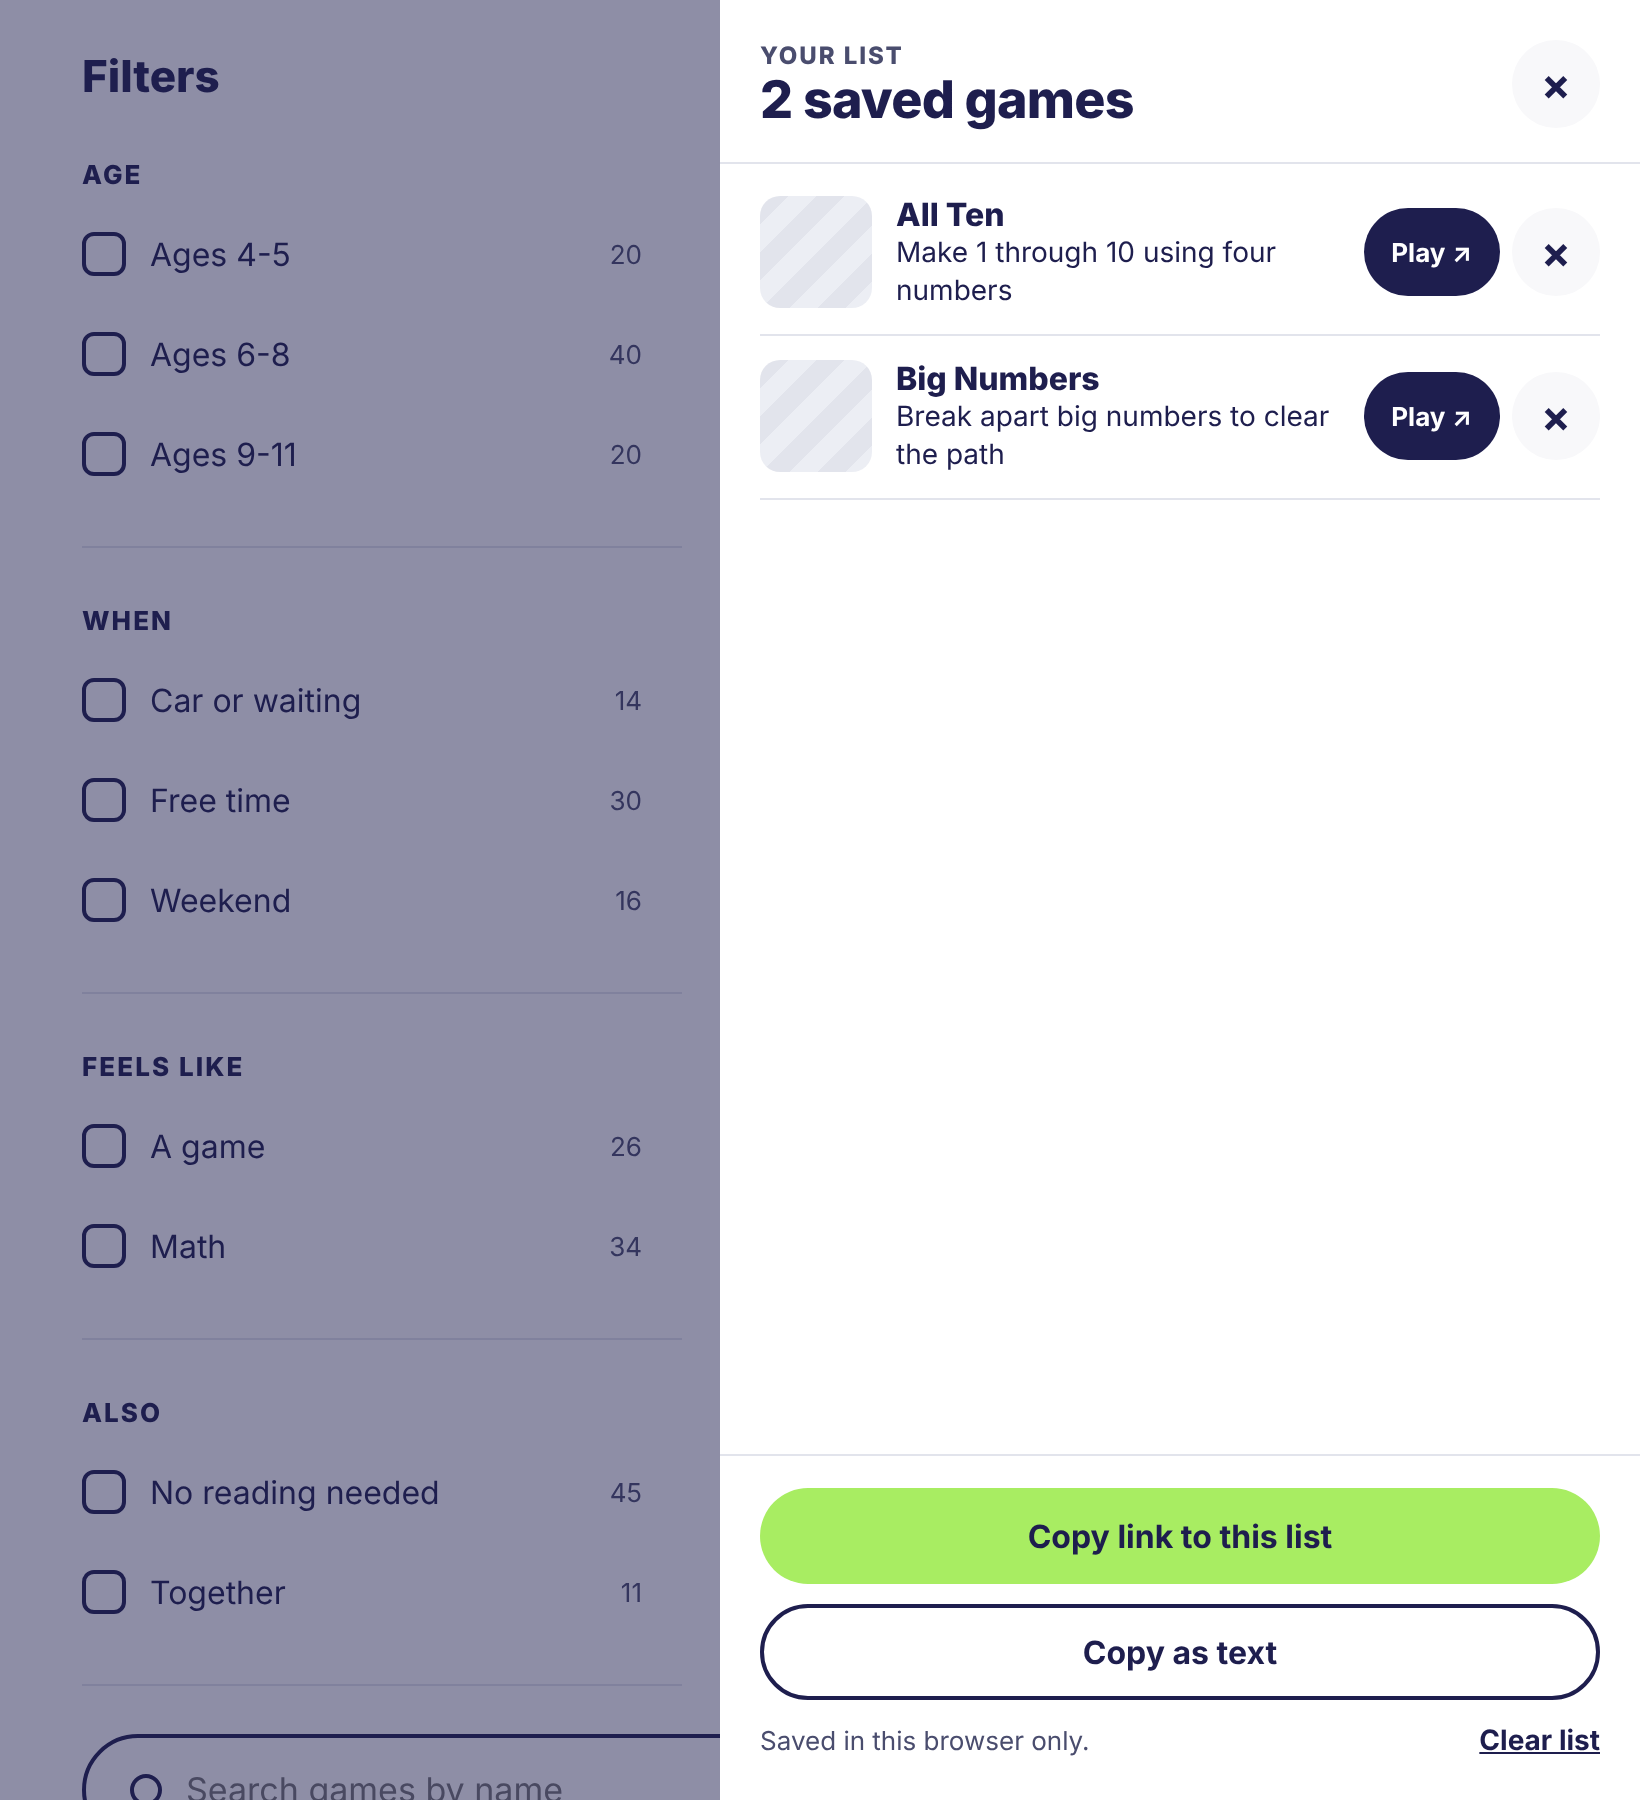 Filters
AGE
Ages 4-5 20
Ages 6-8 40
Ages 9-11 20
WHEN
Car or waiting 14
Free time 30
Weekend 16
FEELS LIKE
A game 26
Math 34
ALSO
No reading needed 45
Together 11
Search games by name
YOUR LIST
2 saved games
All Ten
Make 1 through 10 using four
numbers
Play ↗
Big Numbers
Break apart big numbers to clear
the path
Play ↗
Copy link to this list
Copy as text
Saved in this browser only.
Clear list